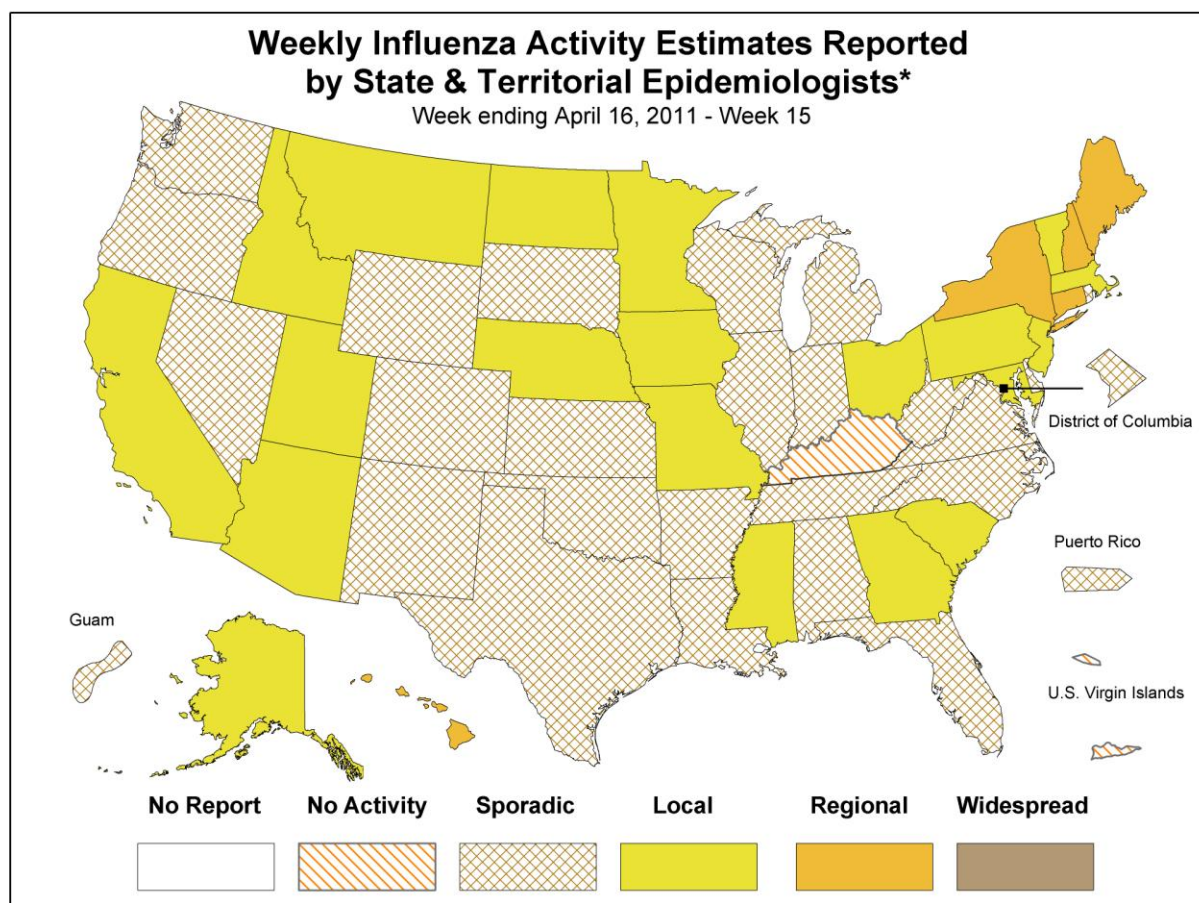 Weekly Influenza Activity Estimates Reported
by State & Territorial Epidemiologists*
Week ending April 16, 2011 - Week 15
District of Columbia
Puerto Rico
Guam
U.S. Virgin Islands
No Report
No Activity
Sporadic
Local
Regional
Widespread